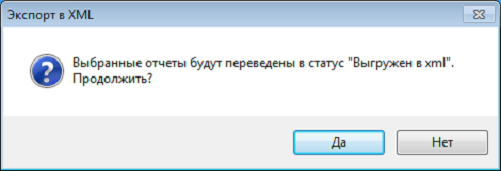 Экспорт в XML
Выбранные отчеты будут переведены в статус "Выгружен в xml".
Продолжить?
Да
Нет